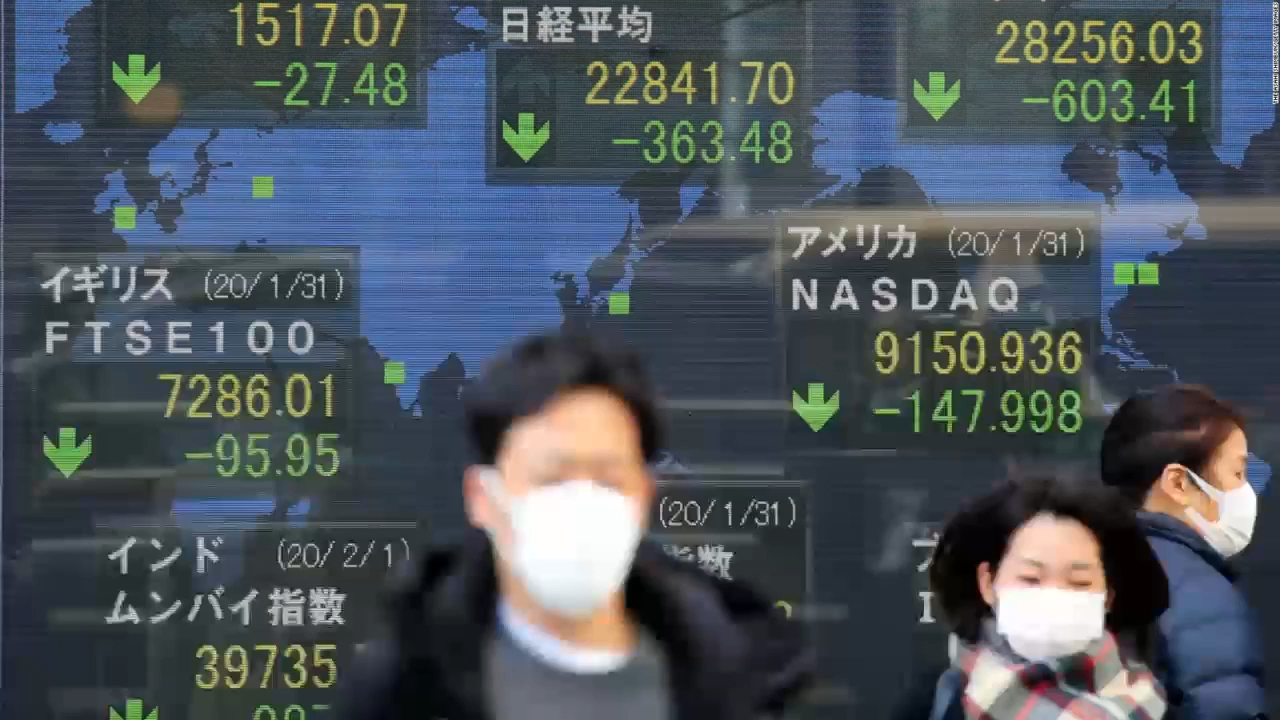 1517.07
-27.48
日経平均
22841.70
-363.48
28256.03
-603.41
イギリス (20/1/31)
FTSE100
7286.01
-95.95
アメリカ (20/1/31)
NASDAQ
9150.936
-147.998
(20/1/31)
指数
インド (20/2/1)
ムンバイ指数
39735